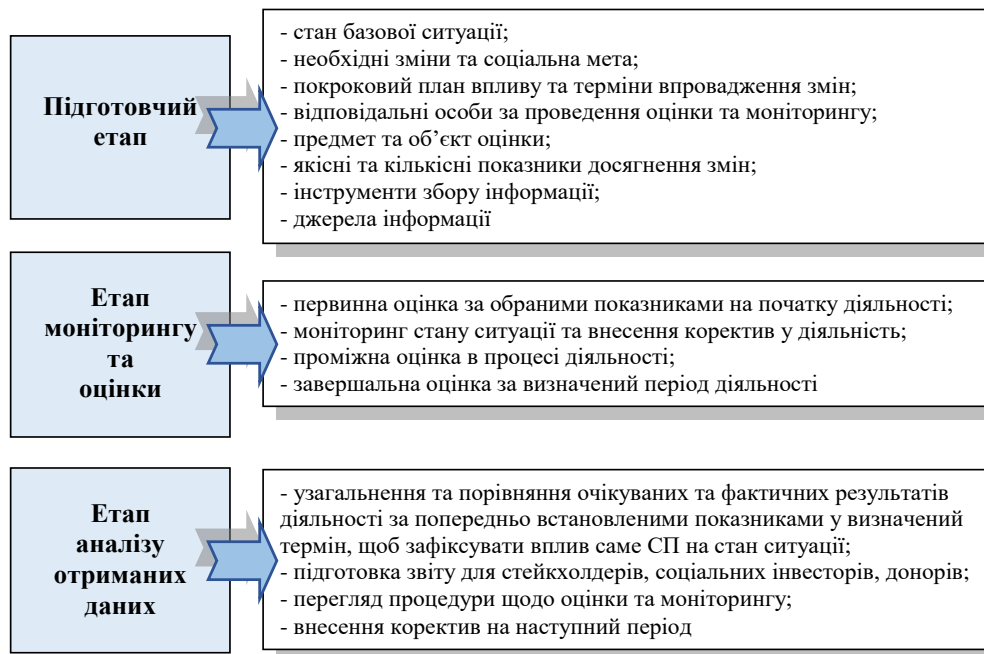 Підготовчий
етап
- стан базової ситуації;
- необхідні зміни та соціальна мета;
- покроковий план впливу та терміни впровадження змін;
- відповідальні особи за проведення оцінки та моніторингу;
- предмет та об’єкт оцінки;
- якісні та кількісні показники досягнення змін;
- інструменти збору інформації;
- джерела інформації
Етап
моніторингу
та
оцінки
- первинна оцінка за обраними показниками на початку діяльності;
- моніторинг стану ситуації та внесення коректив у діяльність;
- проміжна оцінка в процесі діяльності;
- завершальна оцінка за визначений період діяльності
Етап
аналізу
отриманих
даних
- узагальнення та порівняння очікуваних та фактичних результатів
діяльності за попередньо встановленими показниками у визначений
термін, щоб зафіксувати вплив саме СП на стан ситуації;
- підготовка звіту для стейкхолдерів, соціальних інвесторів, донорів;
- перегляд процедури щодо оцінки та моніторингу;
- внесення коректив на наступний період